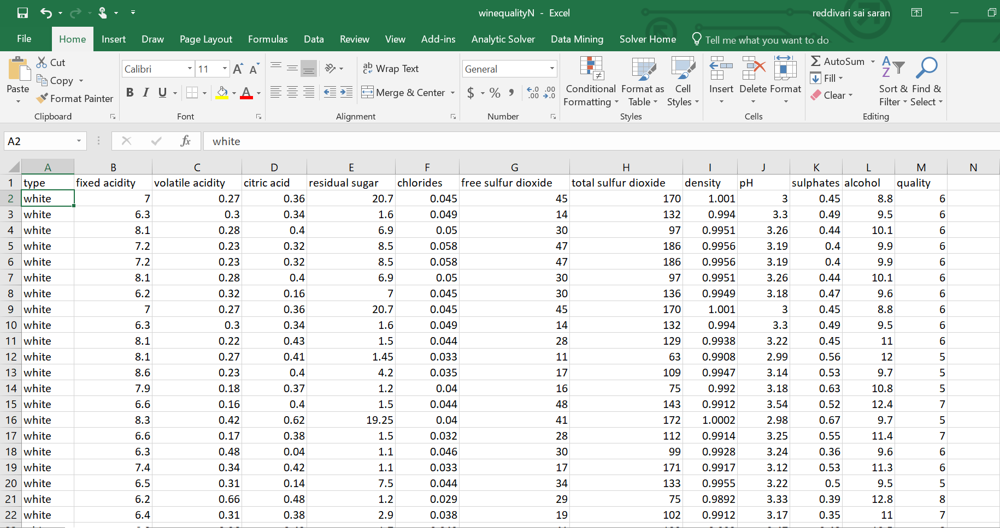 winequalityN - Excel
reddivari sai saran
File Home Insert Draw Page Layout Formulas Data Review View Add-ins Analytic Solver Data Mining Solver Home Tell me what you want to do
Paste
Cut
Copy
Format Painter
Clipboard
Calibri 11
B I U
Font
Wrap Text
Merge & Center
Alignment
General
$ % ,
Number
Conditional Formatting
Format as Table
Cell Styles
Styles
Insert Delete Format
Cells
AutoSum
Fill
Clear
Sort & Filter
Find & Select
Editing
A2 fx white
A B C D E F G H I J K L M N
1 type fixed acidity volatile acidity citric acid residual sugar chlorides free sulfur dioxide total sulfur dioxide density pH sulphates alcohol quality
2 white 7 0.27 0.36 20.7 0.045 45 170 1.001 3 0.45 8.8 6
3 white 6.3 0.3 0.34 1.6 0.049 14 132 0.994 3.3 0.49 9.5 6
4 white 8.1 0.28 0.4 6.9 0.05 30 97 0.9951 3.26 0.44 10.1 6
5 white 7.2 0.23 0.32 8.5 0.058 47 186 0.9956 3.19 0.4 9.9 6
6 white 7.2 0.23 0.32 8.5 0.058 47 186 0.9956 3.19 0.4 9.9 6
7 white 8.1 0.28 0.4 6.9 0.05 30 97 0.9951 3.26 0.44 10.1 6
8 white 6.2 0.32 0.16 7 0.045 30 136 0.9949 3.18 0.47 9.6 6
9 white 7 0.27 0.36 20.7 0.045 45 170 1.001 3 0.45 8.8 6
10 white 6.3 0.3 0.34 1.6 0.049 14 132 0.994 3.3 0.49 9.5 6
11 white 8.1 0.22 0.43 1.5 0.044 28 129 0.9938 3.22 0.45 11 6
12 white 8.1 0.27 0.41 1.45 0.033 11 63 0.9908 2.99 0.56 12 5
13 white 8.6 0.23 0.4 4.2 0.035 17 109 0.9947 3.14 0.53 9.7 5
14 white 7.9 0.18 0.37 1.2 0.04 16 75 0.992 3.18 0.63 10.8 5
15 white 6.6 0.16 0.4 1.5 0.044 48 143 0.9912 3.54 0.52 12.4 7
16 white 8.3 0.42 0.62 19.25 0.04 41 172 1.0002 2.98 0.67 9.7 5
17 white 6.6 0.17 0.38 1.5 0.032 28 112 0.9914 3.25 0.55 11.4 7
18 white 6.3 0.48 0.04 1.1 0.046 30 99 0.9928 3.24 0.36 9.6 6
19 white 7.4 0.34 0.42 1.1 0.033 17 171 0.9917 3.12 0.53 11.3 6
20 white 6.5 0.31 0.14 7.5 0.044 34 133 0.9955 3.22 0.5 9.5 5
21 white 6.2 0.66 0.48 1.2 0.029 29 75 0.9892 3.33 0.39 12.8 8
22 white 6.4 0.31 0.38 2.9 0.038 19 102 0.9912 3.17 0.35 11 7